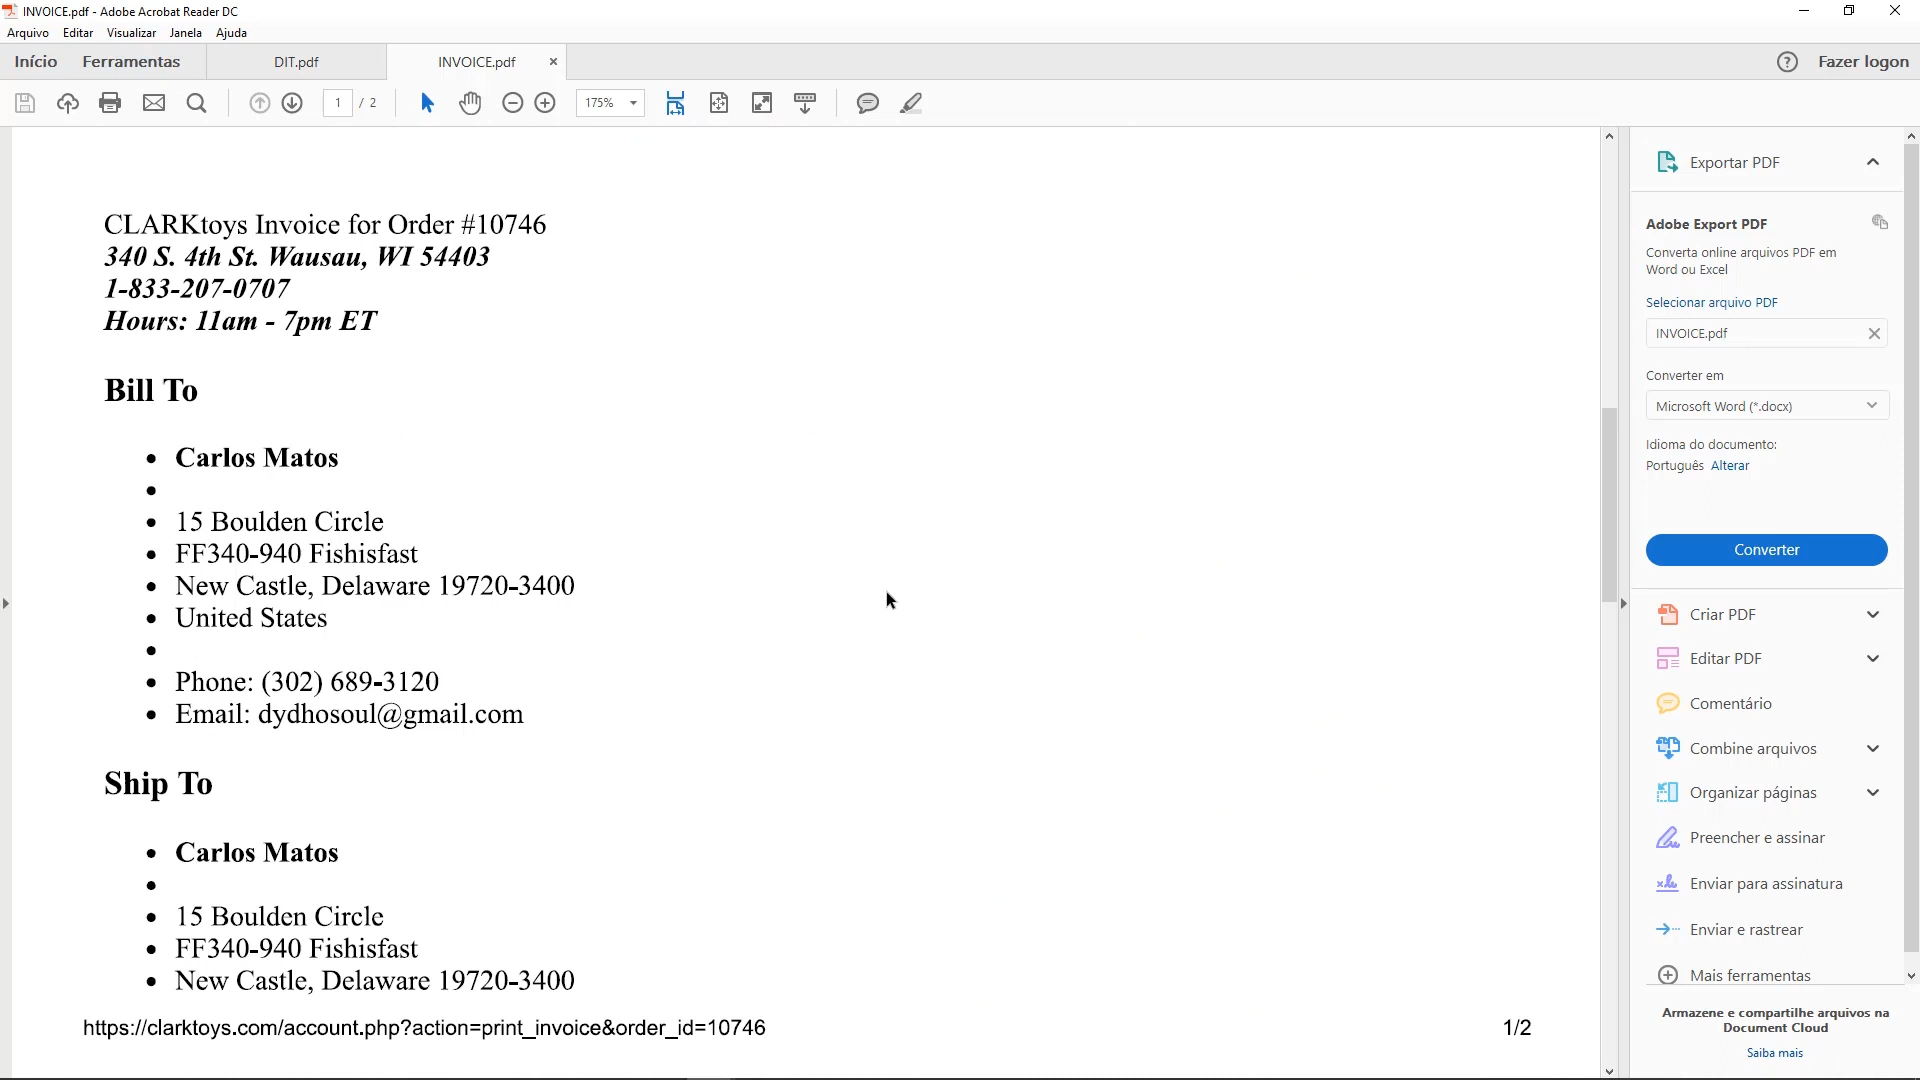 INVOICE.pdf - Adobe Acrobat Reader DC
Arquivo Editar Visualizar Janela Ajuda
Início Ferramentas DIT.pdf INVOICE.pdf × ? Fazer logon
1 / 2 175%
CLARKtoys Invoice for Order #10746
340 S. 4th St. Wausau, WI 54403
1-833-207-0707
Hours: 11am - 7pm ET
Bill To
• Carlos Matos
•
• 15 Boulden Circle
• FF340-940 Fishisfast
• New Castle, Delaware 19720-3400
• United States
•
• Phone: (302) 689-3120
• Email: dydhosoul@gmail.com
Ship To
• Carlos Matos
•
• 15 Boulden Circle
• FF340-940 Fishisfast
• New Castle, Delaware 19720-3400
https://clarktoys.com/account.php?action=print_invoice&order_id=10746 1/2
Exportar PDF
Adobe Export PDF
Converta online arquivos PDF em
Word ou Excel
Selecionar arquivo PDF
INVOICE.pdf
Converter em
Microsoft Word (*.docx)
Idioma do documento:
Português Alterar
Converter
Criar PDF
Editar PDF
Comentário
Combine arquivos
Organizar páginas
Preencher e assinar
Enviar para assinatura
Enviar e rastrear
Mais ferramentas
Armazene e compartilhe arquivos na
Document Cloud
Saiba mais